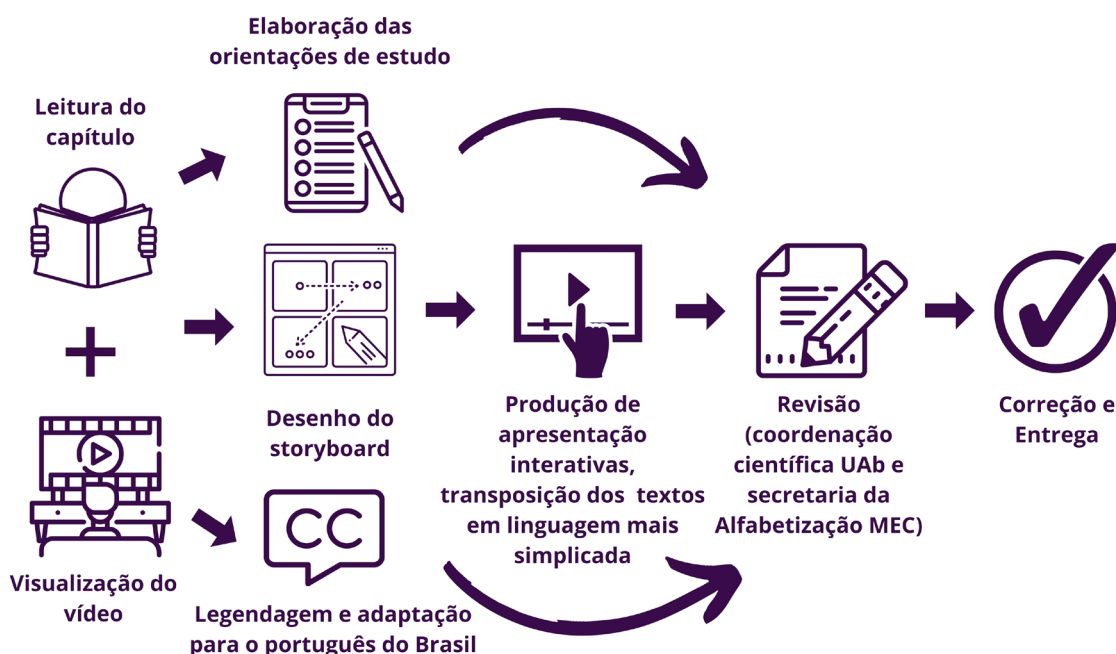 Elaboração das
orientações de estudo
Leitura do
capítulo
Desenho do
storyboard
Produção de
apresentação
interativas,
transposição dos textos
em linguagem mais
simplicada
Revisão
(coordenação
científica UAb e
secretaria da
Alfabetização MEC)
Correção e
Entrega
CC
Visualização do
vídeo
Legendagem e adaptação
para o português do Brasil